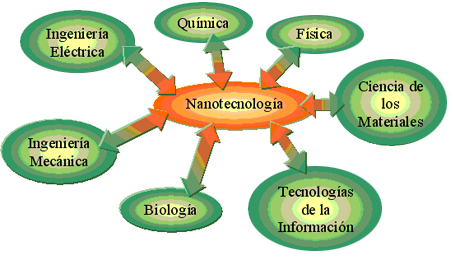 Química
Ingeniería
Eléctrica
Física
Nanotecnología
Ciencia de
los
Materiales
Ingeniería
Mecánica
Biología
Tecnologías
de la
Información